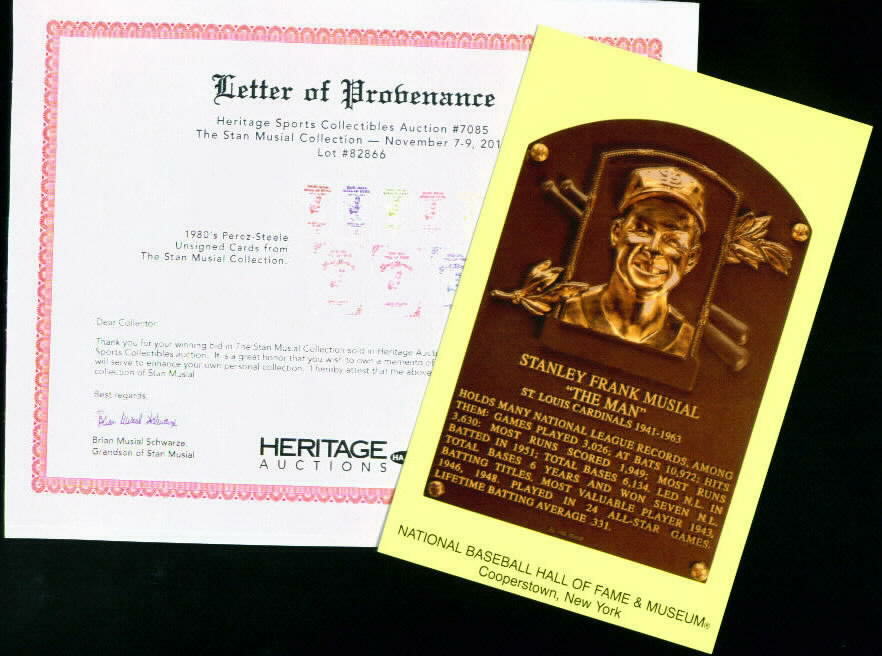 Letter of Provenance
Heritage Sports Collectibles Auction #7085
The Stan Musial Collection — November 7-9, 201
Lot #82866
1980's Perez-Steele
Unsigned Cards from
The Stan Musial Collection.
Dear Collector:
Thank you for your winning bid in The Stan Musial Collection sold in Heritage Auc
Sports Collectibles auction. It is a great honor that you wish to own a memento of
will serve to enhance your own personal collection. I hereby attest that the above
collection of Stan Musial
Best regards,
Brian Musial Schwarze
Brian Musial Schwarze,
Grandson of Stan Musial
HERITAGE HA
AUCTIONS
STANLEY FRANK MUSIAL
"THE MAN"
ST. LOUIS CARDINALS 1941-1963
HOLDS MANY NATIONAL LEAGUE RECORDS, AMONG
THEM: GAMES PLAYED 3,026; AT BATS 10,972; HITS
3,630; MOST RUNS SCORED 1,949; MOST RUNS
BATTED IN 1951; TOTAL BASES 6,134. LED N.L. IN
TOTAL BASES 6 YEARS AND WON SEVEN N.L.
BATTING TITLES. MOST VALUABLE PLAYER 1943,
1946, 1948. PLAYED IN 24 ALL-STAR GAMES.
LIFETIME BATTING AVERAGE .331.
NATIONAL BASEBALL HALL OF FAME & MUSEUM®
Cooperstown, New York